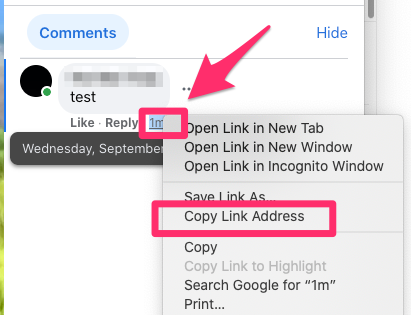 Comments Hide
test
Like · Reply 1m
Wednesday, September
Open Link in New Tab
Open Link in New Window
Open Link in Incognito Window
Save Link As...
Copy Link Address
Copy
Copy Link to Highlight
Search Google for “1m”
Print...